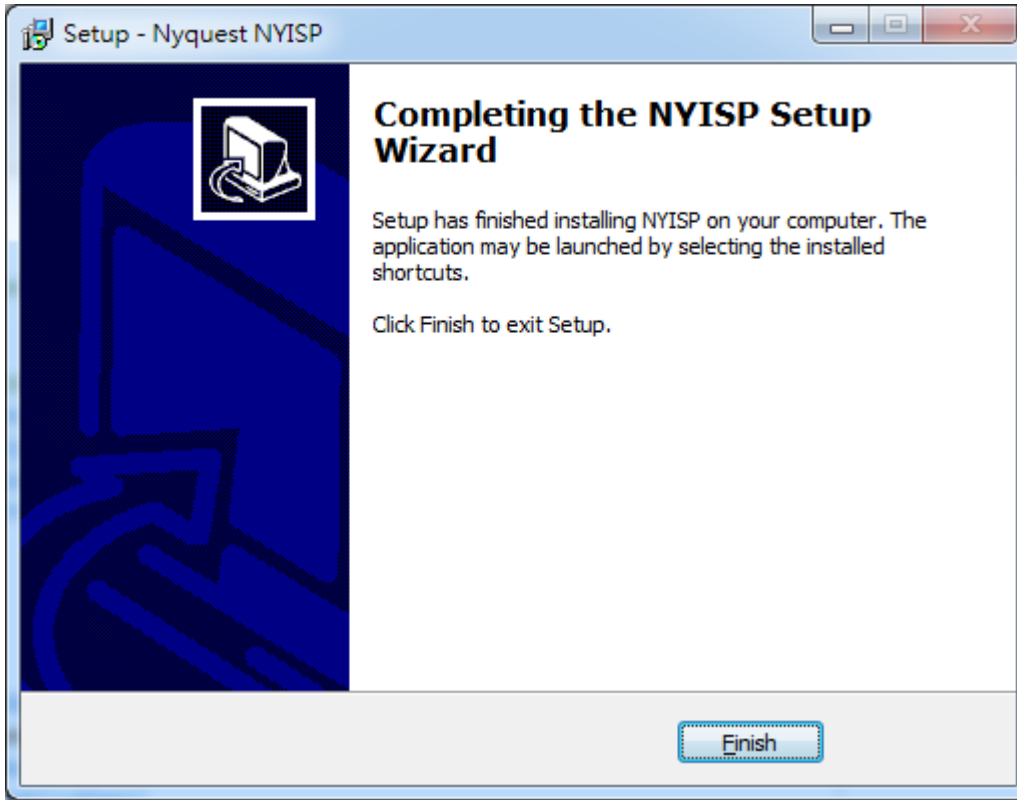 Setup - Nyquest NYISP
Completing the NYISP Setup
Wizard
Setup has finished installing NYISP on your computer. The
application may be launched by selecting the installed
shortcuts.
Click Finish to exit Setup.
Finish